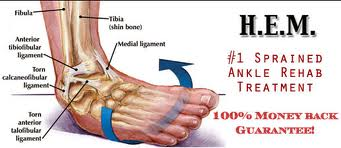 Fibula
Tibia
(shin bone)
Anterior
tibiofibular
ligament
Medial ligament
Torn
calcaneofibular
ligament
Torn
anterior
talofibular
ligament
H.E.M.
#1 Sprained
Ankle Rehab
Treatment
100% Money back
Guarantee!